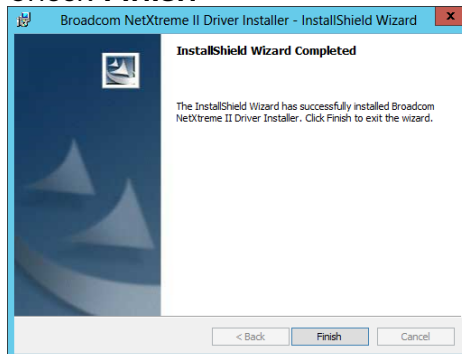 Broadcom NetXtreme II Driver Installer - InstallShield Wizard
x
InstallShield Wizard Completed
The InstallShield Wizard has successfully installed Broadcom
NetXtreme II Driver Installer. Click Finish to exit the wizard.
< Back Finish Cancel